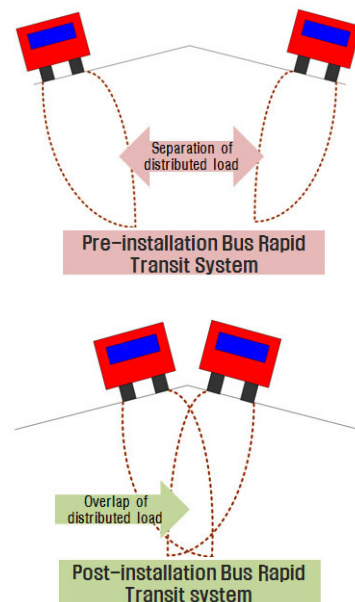 Separation of
distributed load
Pre-installation Bus Rapid
Transit System
Overlap of
distributed load
Post-installation Bus Rapid
Transit system